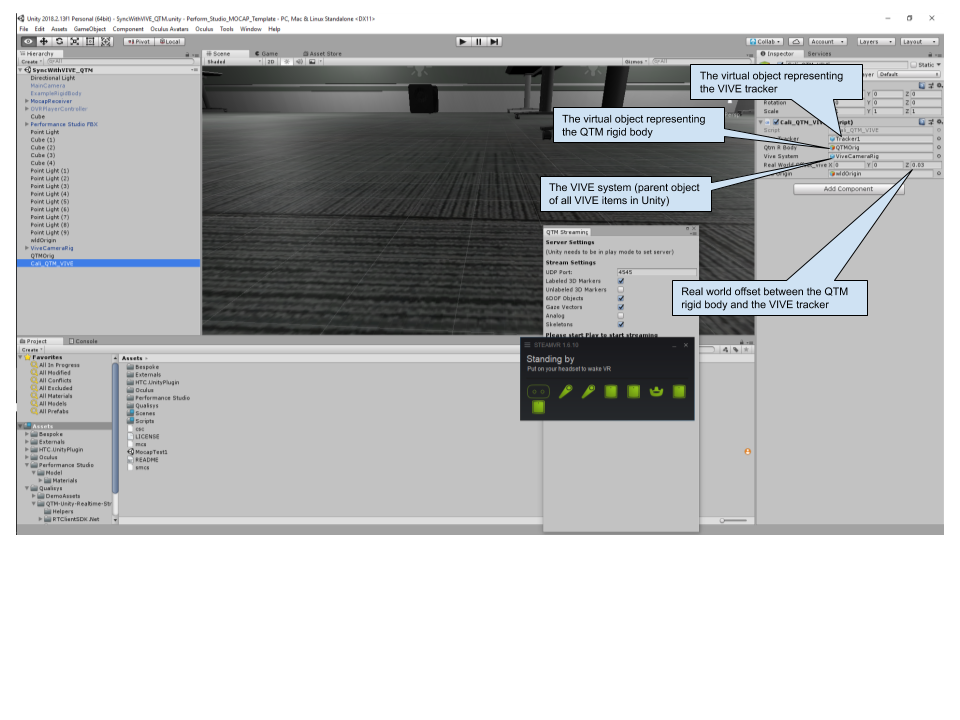 Unity 2018.2.13f1 Personal (64bit) - SyncWithVIVE_QTM.unity - Perform_Studio_MOCAP_Template - PC, Mac & Linux Standalone <DX11>
File Edit Assets GameObject Component Oculus Avatars Oculus Tools Window Help
Pivot Local Collab Account Layers Layout
Hierarchy
Create All
SyncWithVIVE_QTM
Directional Light
MainCamera
ExampleRigidBody
MocapReceiver
OVRPlayerController
Cube
Performance Studio FBX
Point Light
Cube (1)
Cube (2)
Cube (3)
Cube (4)
Point Light (1)
Point Light (2)
Point Light (3)
Point Light (4)
Point Light (5)
Point Light (6)
Point Light (7)
Point Light (8)
Point Light (9)
wldOrigin
ViveCameraRig
QTMOrig
Cali_QTM_VIVE
Scene Game Asset Store
Shaded 2D Gizmos All
Inspector Services
Static
Layer Default
Y 0 Z 0
Rotation Y 0 Z 0
Scale Y 1 Z 1
Script
Tracker1
Qtm R Body QTMOrig
Vive System ViveCameraRig
X 0 Y 0 Z 0.03
wldOrigin
Add Component
The virtual object representing
the VIVE tracker
The virtual object representing
the QTM rigid body
The VIVE system (parent object
of all VIVE items in Unity)
Real world offset between the QTM
rigid body and the VIVE tracker
QTM Streaming
Server Settings
(Unity needs to be in play mode to set server)
Stream Settings
UDP Port: 4545
Labeled 3D Markers
Unlabeled 3D Markers
6DOF Objects
Gaze Vectors
Analog
Skeletons
Please start Play to start streaming
STEAMVR 1.6.10
Standing by
Put on your headset to wake VR
Project Console
Create
Favorites
All In Progress
All Modified
All Conflicts
All Excluded
All Materials
All Models
All Prefabs
Assets
Bespoke
Externals
HTC.UnityPlugin
Oculus
Performance Studio
Model
Materials
Qualisys
DemoAssets
QTM-Unity-Realtime-Str
Helpers
RTClientSDK.Net
Assets
Bespoke
Externals
HTC.UnityPlugin
Oculus
Performance Studio
Qualisys
Scenes
Scripts
csc
LICENSE
mcs
MocapTest1
README
smcs